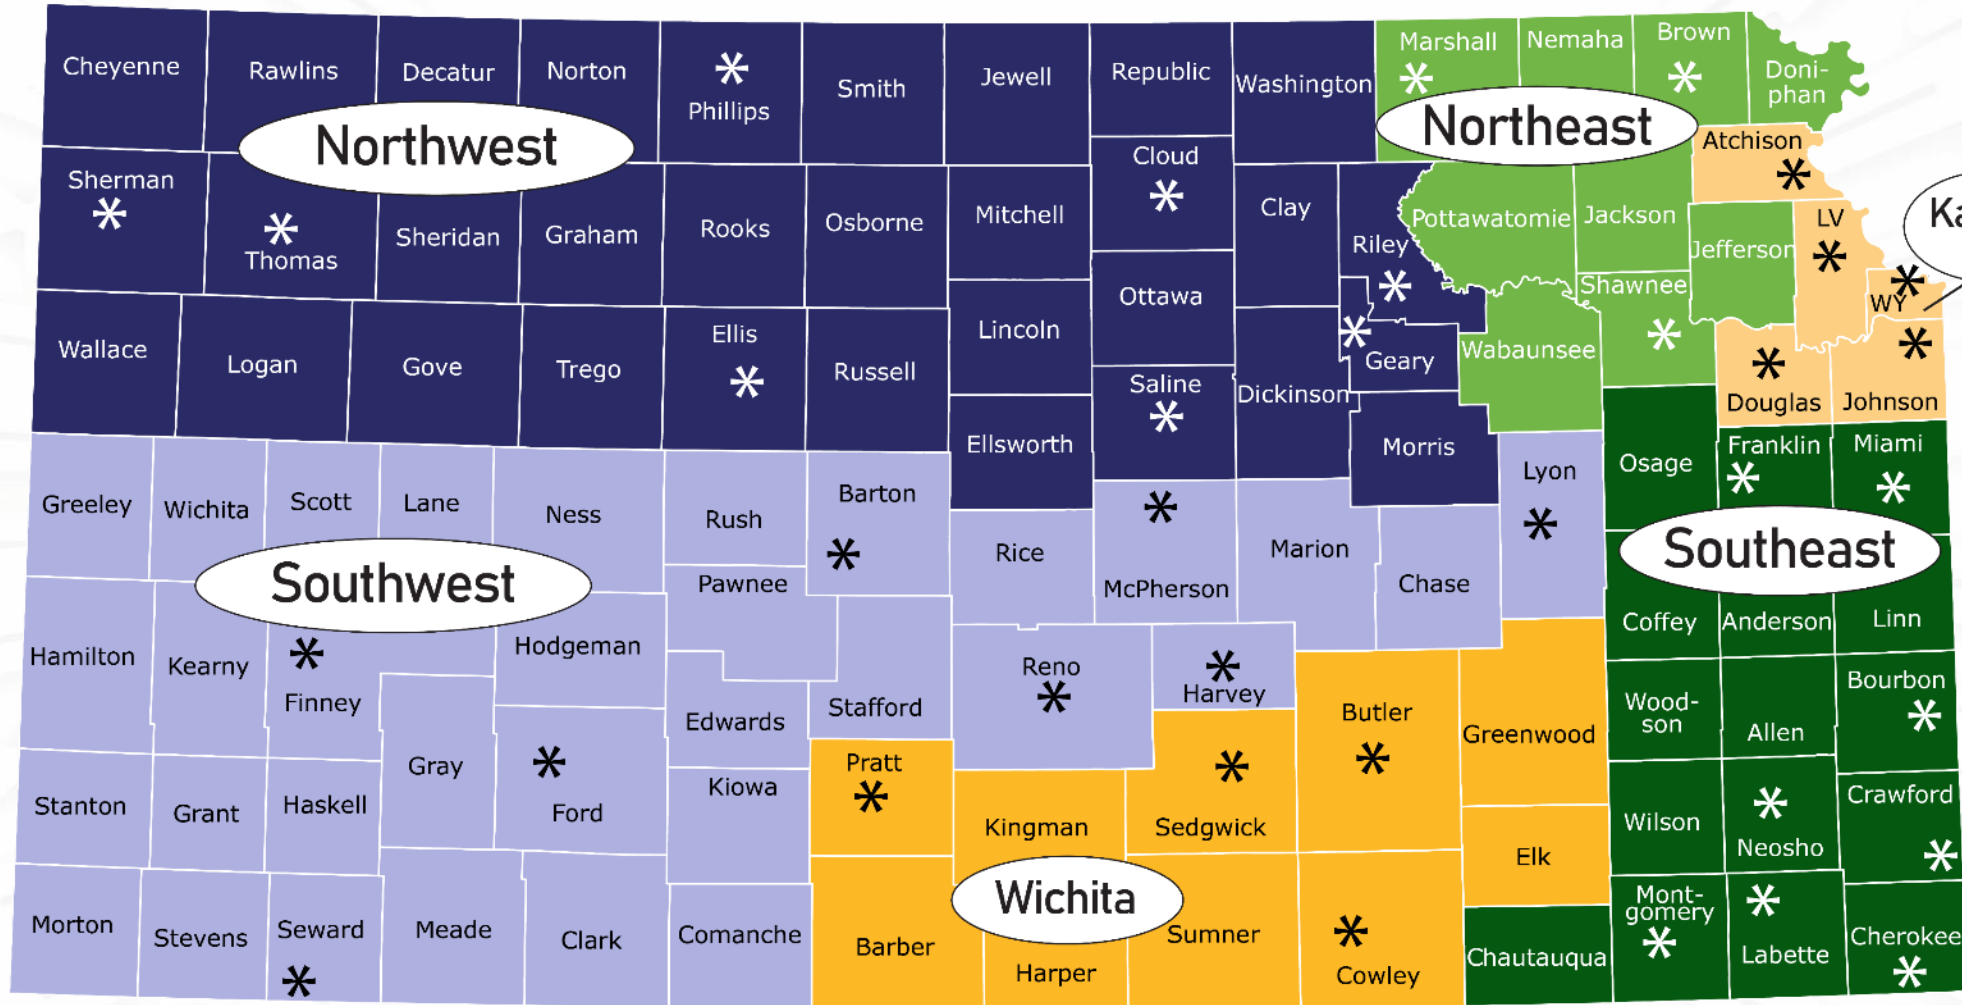 Cheyenne
Rawlins
Decatur
Norton
*
Phillips
Smith
Jewell
Republic
Washington
Marshall
*
Nemaha
Brown
*
Doni-
phan
Northwest
Northeast
Sherman
*
*
Thomas
Sheridan
Graham
Rooks
Osborne
Mitchell
Cloud
*
Clay
Riley
*
Pottawatomie
Jackson
Jefferson
Atchison
*
LV
*
Ka
*
WY
Wallace
Logan
Gove
Trego
Ellis
*
Russell
Lincoln
Ottawa
Saline
*
Dickinson
*
Geary
Wabaunsee
Shawnee
*
*
Douglas
*
Johnson
Ellsworth
Morris
Lyon
*
Osage
Franklin
*
Miami
*
Greeley
Wichita
Scott
Lane
Ness
Rush
Barton
*
Rice
*
McPherson
Marion
Chase
Southwest
Southeast
Pawnee
Hamilton
Kearny
*
Finney
Hodgeman
Edwards
Stafford
Reno
*
*
Harvey
Butler
*
Greenwood
Coffey
Anderson
Linn
Wood-
son
Allen
Bourbon
*
Stanton
Grant
Haskell
Gray
*
Ford
Kiowa
Pratt
*
Kingman
*
Sedgwick
Elk
Wilson
*
Neosho
Crawford
*
Wichita
Morton
Stevens
Seward
*
Meade
Clark
Comanche
Barber
Harper
Sumner
*
Cowley
Chautauqua
Mont-
gomery
*
*
Labette
Cherokee
*